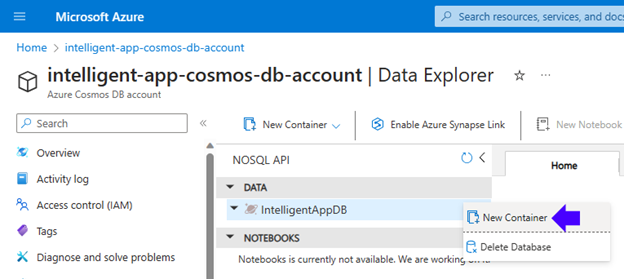 Microsoft Azure
Search resources, services, and docs
Home > intelligent-app-cosmos-db-account
intelligent-app-cosmos-db-account | Data Explorer
Azure Cosmos DB account
Search
New Container
Enable Azure Synapse Link
New Notebook
Overview
Activity log
Access control (IAM)
Tags
Diagnose and solve problems
NOSQL API
DATA
IntelligentAppDB
NOTEBOOKS
Notebooks is currently not available. We are working on
Home
New Container
Delete Database